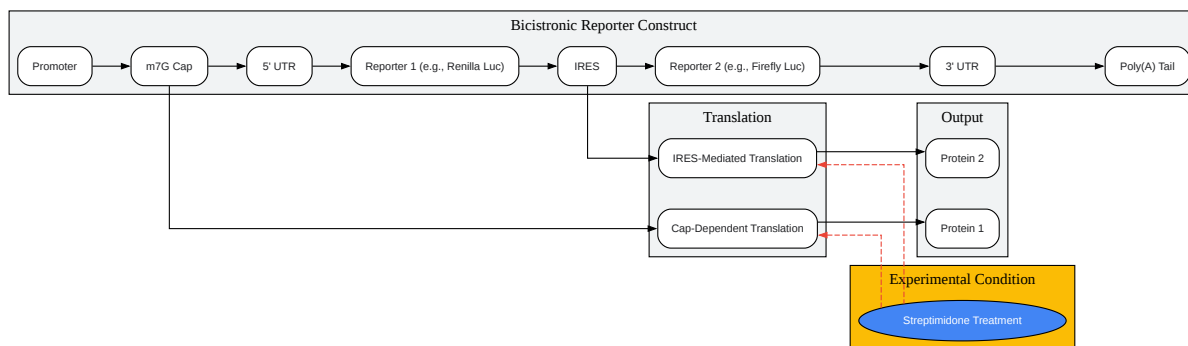 Bicistronic Reporter Construct
Promoter
m7G Cap
5' UTR
Reporter 1 (e.g., Renilla Luc)
IRES
Reporter 2 (e.g., Firefly Luc)
3' UTR
Poly(A) Tail
Translation
IRES-Mediated Translation
Cap-Dependent Translation
Output
Protein 2
Protein 1
Experimental Condition
Streptimidone Treatment